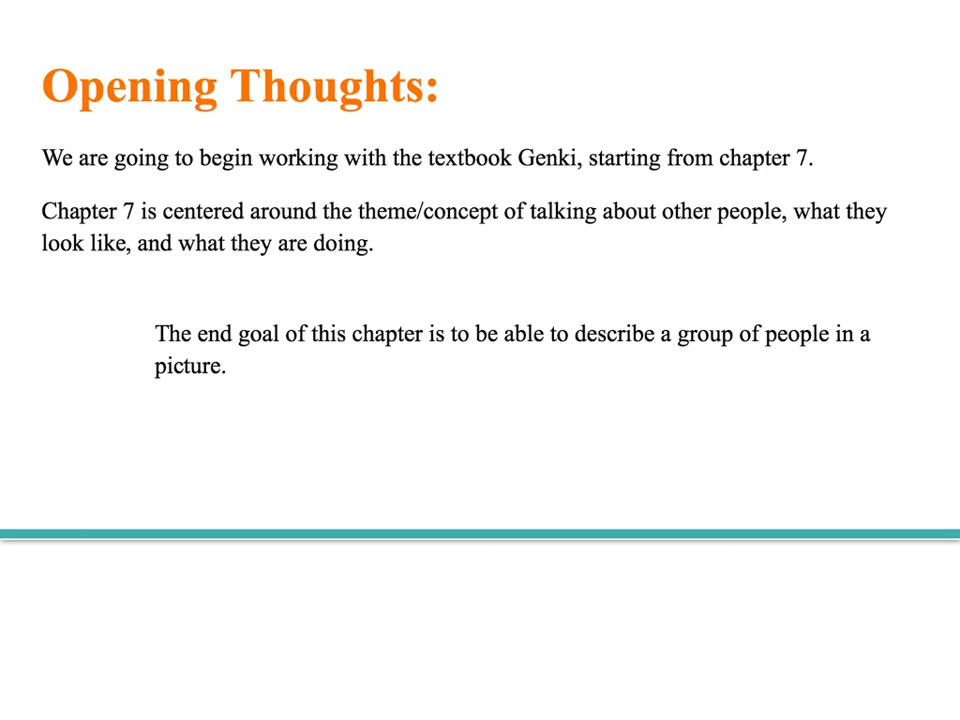 Opening Thoughts:
We are going to begin working with the textbook Genki, starting from chapter 7.
Chapter 7 is centered around the theme/concept of talking about other people, what they
look like, and what they are doing.
The end goal of this chapter is to be able to describe a group of people in a
picture.